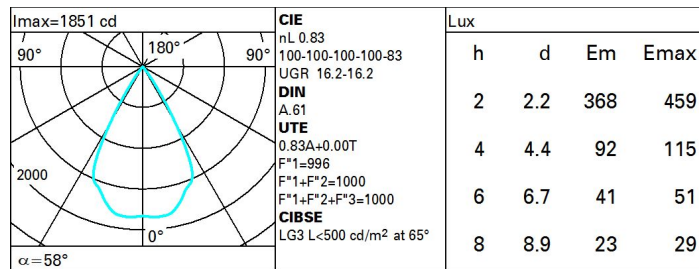 Imax=1851 cd
90° 180° 90°
2000
0°
α=58°
CIE
nL 0.83
100-100-100-100-83
UGR 16.2-16.2
DIN
A.61
UTE
0.83A+0.00T
F"1=996
F"1+F"2=1000
F"1+F"2+F"3=1000
CIBSE
LG3 L<500 cd/m² at 65°
Lux
h d Em Emax
2 2.2 368 459
4 4.4 92 115
6 6.7 41 51
8 8.9 23 29